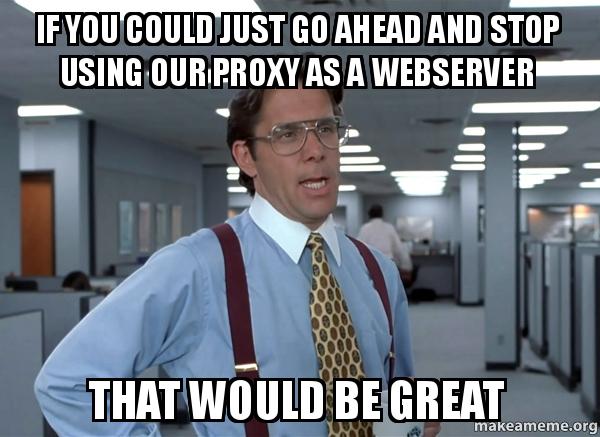 IF YOU COULD JUST GO AHEAD AND STOP
USING OUR PROXY AS A WEBSERVER
THAT WOULD BE GREAT
makeameme.org